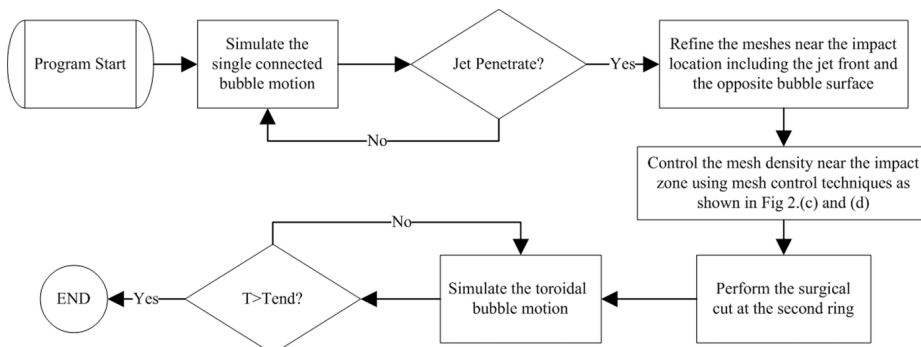 Program Start
Simulate the
single connected
bubble motion
Jet Penetrate?
Yes
Refine the meshes near the impact
location including the jet front and
the opposite bubble surface
No
Control the mesh density near the impact
zone using mesh control techniques as
shown in Fig 2.(c) and (d)
No
END
Yes
T>Tend?
Simulate the toroidal
bubble motion
Perform the surgical
cut at the second ring